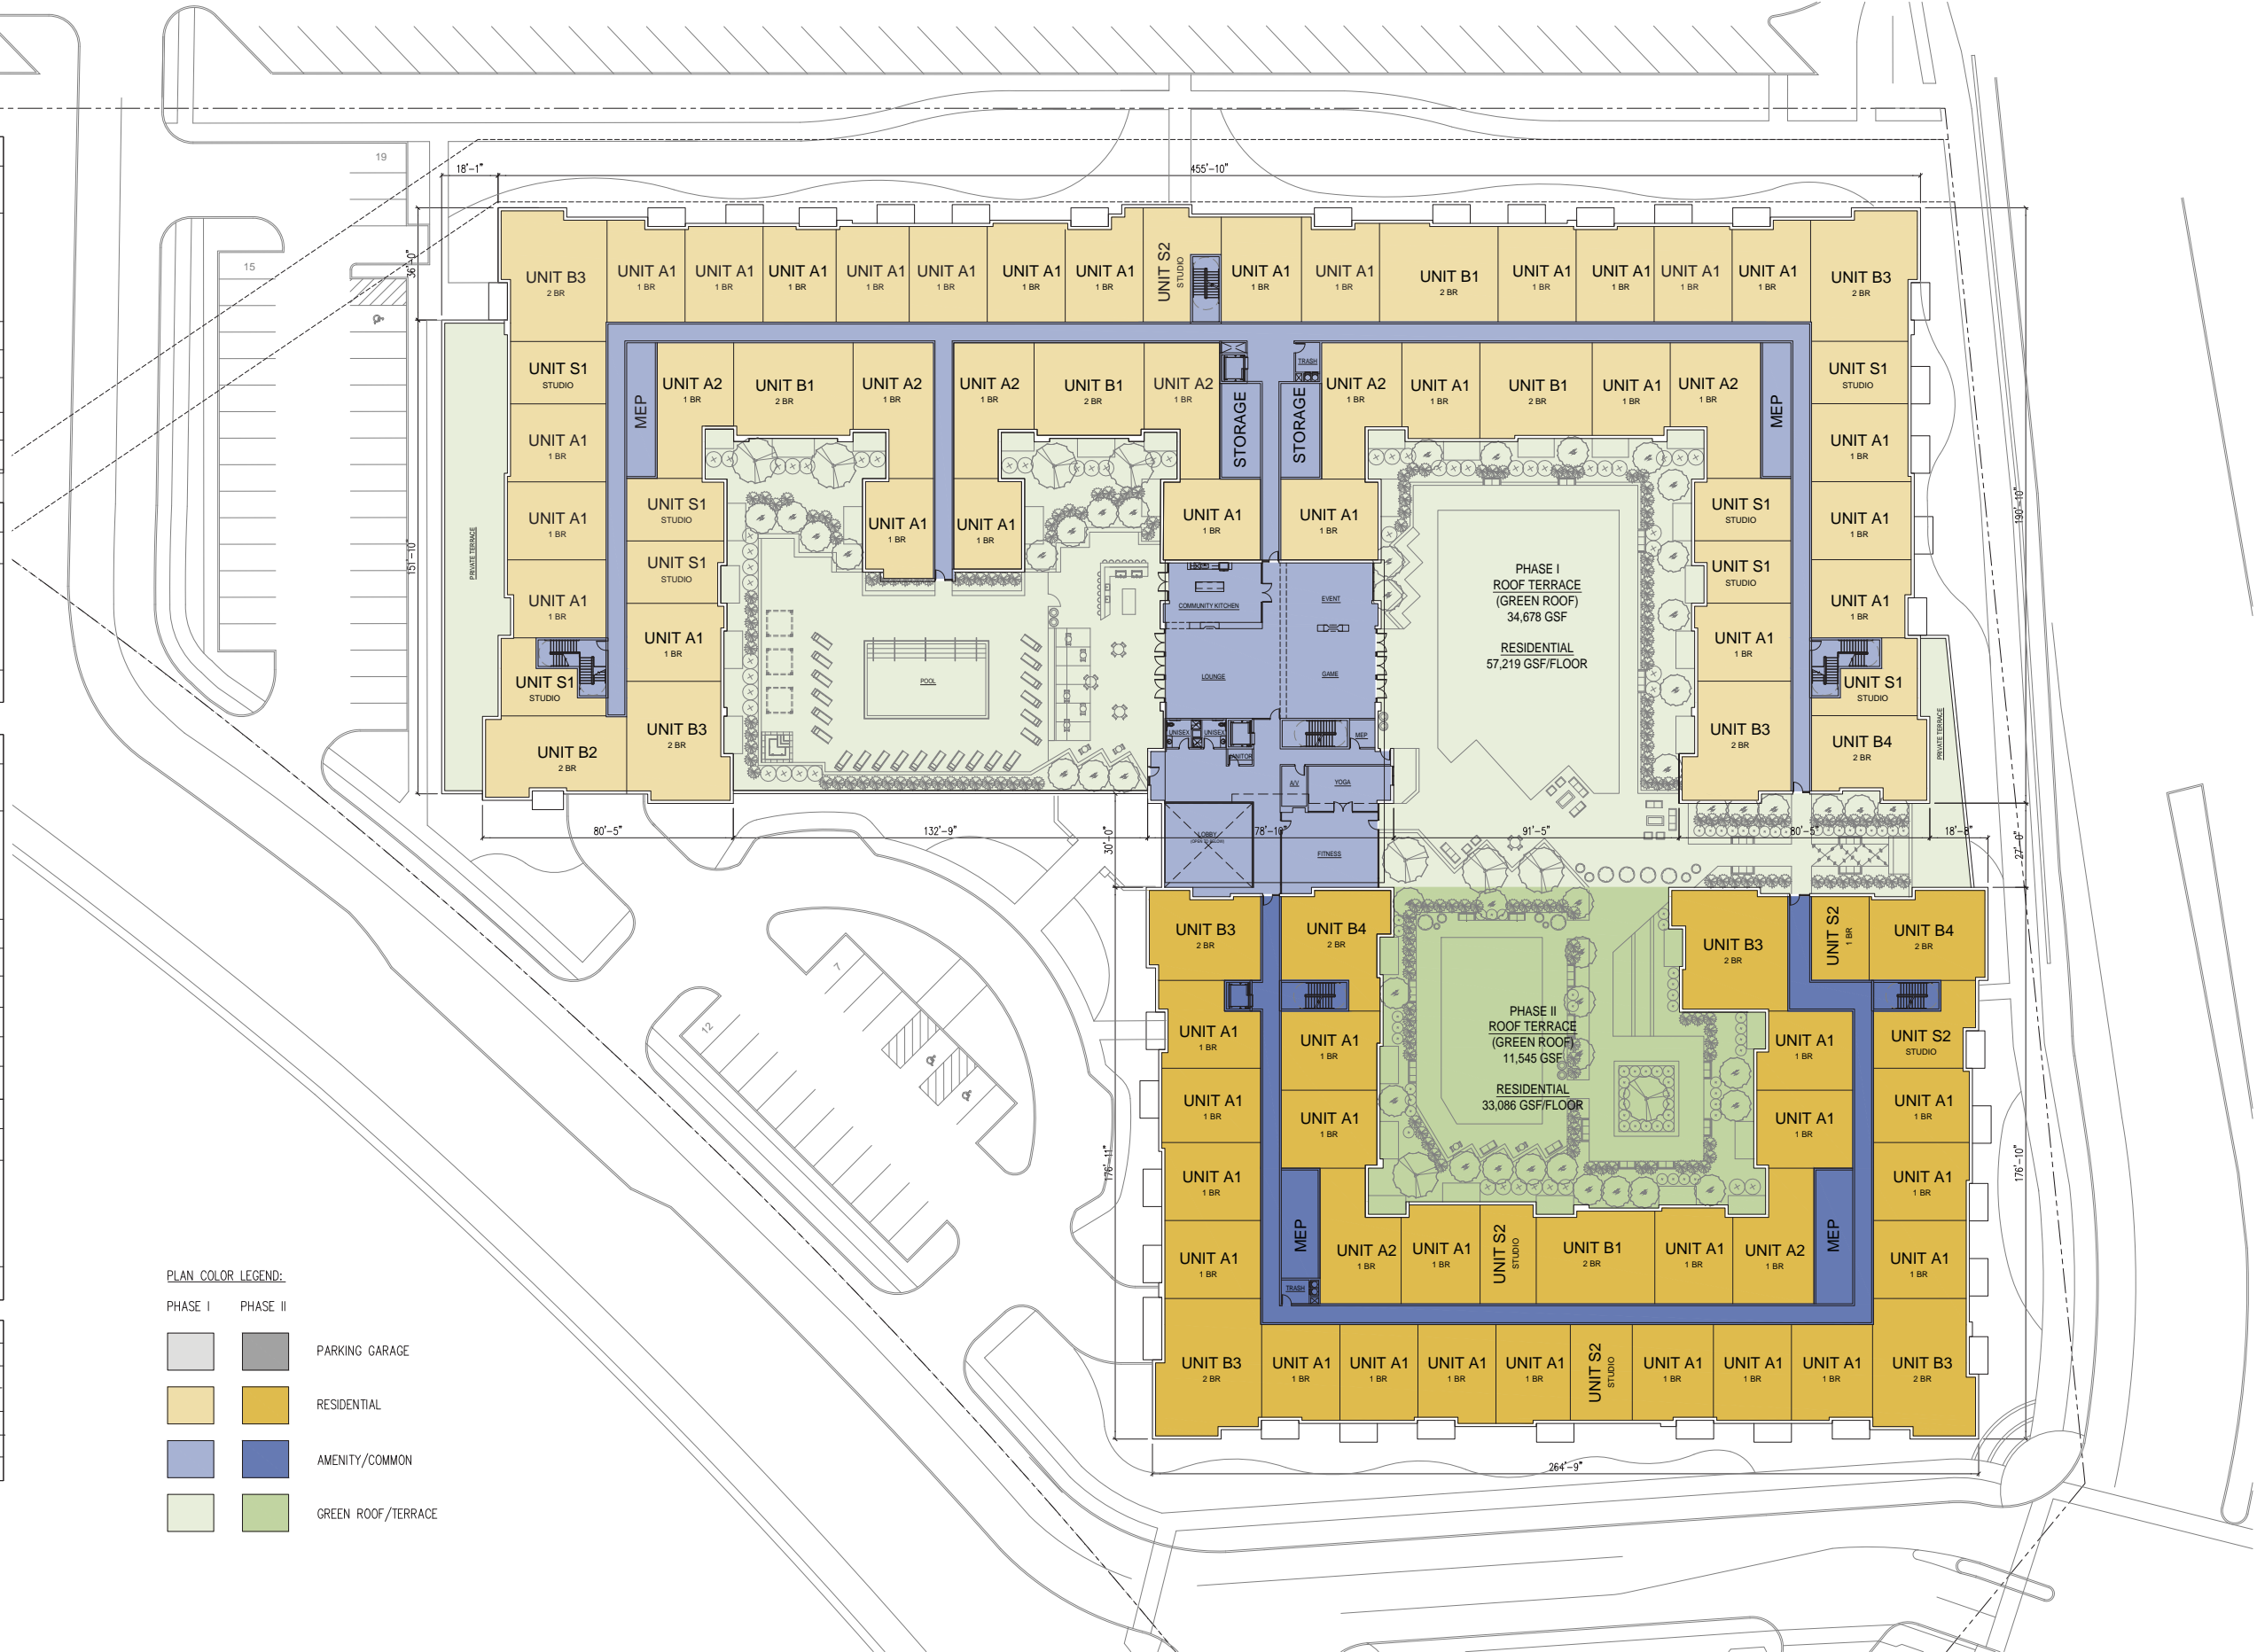 19
18'-1"
455'-10"
36'-0"
15
UNIT B3
2 BR
UNIT A1
1 BR
UNIT A1
1 BR
UNIT A1
1 BR
UNIT A1
1 BR
UNIT A1
1 BR
UNIT A1
1 BR
UNIT A1
1 BR
UNIT S2
STUDIO
UNIT A1
1 BR
UNIT A1
1 BR
UNIT B1
2 BR
UNIT A1
1 BR
UNIT A1
1 BR
UNIT A1
1 BR
UNIT A1
1 BR
UNIT B3
2 BR
UNIT S1
STUDIO
MEP
UNIT A2
1 BR
UNIT B1
2 BR
UNIT A2
1 BR
UNIT A2
1 BR
UNIT B1
2 BR
UNIT A2
1 BR
STORAGE
TRASH
STORAGE
UNIT A2
1 BR
UNIT A1
1 BR
UNIT B1
2 BR
UNIT A1
1 BR
UNIT A2
1 BR
MEP
UNIT S1
STUDIO
UNIT A1
1 BR
UNIT A1
1 BR
UNIT A1
1 BR
UNIT A1
1 BR
UNIT A1
1 BR
UNIT A1
1 BR
UNIT S1
STUDIO
UNIT S1
STUDIO
UNIT A1
1 BR
UNIT A1
1 BR
UNIT A1
1 BR
UNIT A1
1 BR
UNIT A1
1 BR
UNIT S1
STUDIO
UNIT S1
STUDIO
UNIT A1
1 BR
190'-10"
151'-10"
PRIVATE TERRACE
COMMUNITY KITCHEN
EVENT
LOUNGE
GAME
POOL
PHASE I
ROOF TERRACE
(GREEN ROOF)
34,678 GSF
RESIDENTIAL
57,219 GSF/FLOOR
UNIT S1
STUDIO
UNIT B2
2 BR
UNIT B3
2 BR
UNIT B3
2 BR
UNIT S1
STUDIO
UNIT B4
2 BR
PRIVATE TERRACE
UNISEX
UNISEX
JANITOR
MEP
A/V
YOGA
LOBBY
(OPEN TO BELOW)
FITNESS
80'-5"
132'-9"
78'-10"
91'-5"
80'-5"
18'-8"
30'-0"
27'-0"
UNIT B3
2 BR
UNIT B4
2 BR
UNIT B3
2 BR
UNIT S2
1 BR
UNIT B4
2 BR
7
12
UNIT A1
1 BR
UNIT A1
1 BR
PHASE II
ROOF TERRACE
(GREEN ROOF)
11,545 GSF
RESIDENTIAL
33,086 GSF/FLOOR
UNIT A1
1 BR
UNIT S2
STUDIO
UNIT A1
1 BR
UNIT A1
1 BR
UNIT A1
1 BR
UNIT A1
1 BR
UNIT A1
1 BR
UNIT A1
1 BR
176'-11"
176'-10"
UNIT A1
1 BR
MEP
TRASH
UNIT A2
1 BR
UNIT A1
1 BR
UNIT S2
STUDIO
UNIT B1
2 BR
UNIT A1
1 BR
UNIT A2
1 BR
MEP
UNIT A1
1 BR
UNIT B3
2 BR
UNIT A1
1 BR
UNIT A1
1 BR
UNIT A1
1 BR
UNIT A1
1 BR
UNIT S2
STUDIO
UNIT A1
1 BR
UNIT A1
1 BR
UNIT A1
1 BR
UNIT B3
2 BR
264'-9"
PLAN COLOR LEGEND:
PHASE I PHASE II
PARKING GARAGE
RESIDENTIAL
AMENITY/COMMON
GREEN ROOF/TERRACE